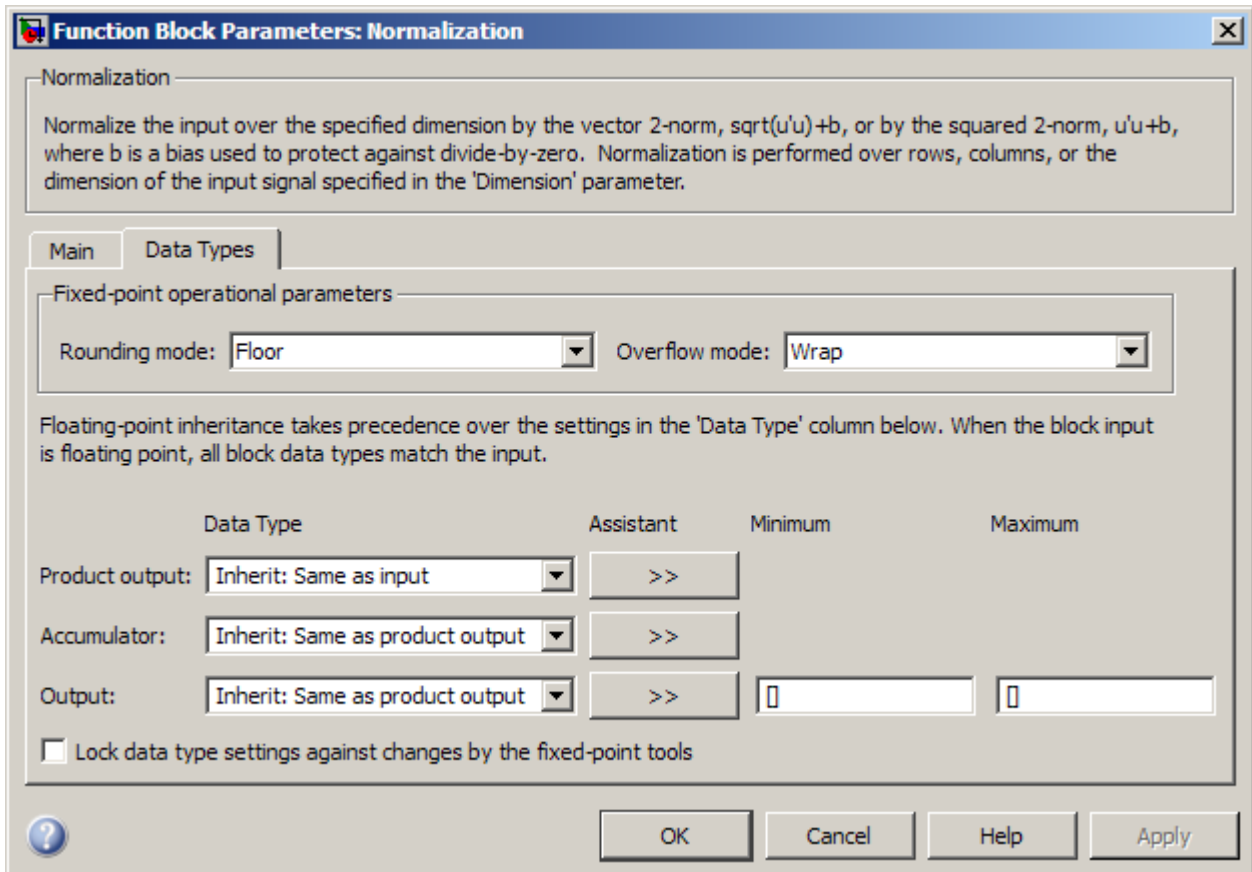 Function Block Parameters: Normalization
Normalization
Normalize the input over the specified dimension by the vector 2-norm, sqrt(u'u)+b, or by the squared 2-norm, u'u+b,
where b is a bias used to protect against divide-by-zero.  Normalization is performed over rows, columns, or the
dimension of the input signal specified in the 'Dimension' parameter.
Main Data Types
Fixed-point operational parameters
Rounding mode: Floor Overflow mode: Wrap
Floating-point inheritance takes precedence over the settings in the 'Data Type' column below. When the block input
is floating point, all block data types match the input.
Data Type Assistant Minimum Maximum
Product output: Inherit: Same as input >>
Accumulator: Inherit: Same as product output >>
Output: Inherit: Same as product output >> [] []
Lock data type settings against changes by the fixed-point tools
? OK Cancel Help Apply